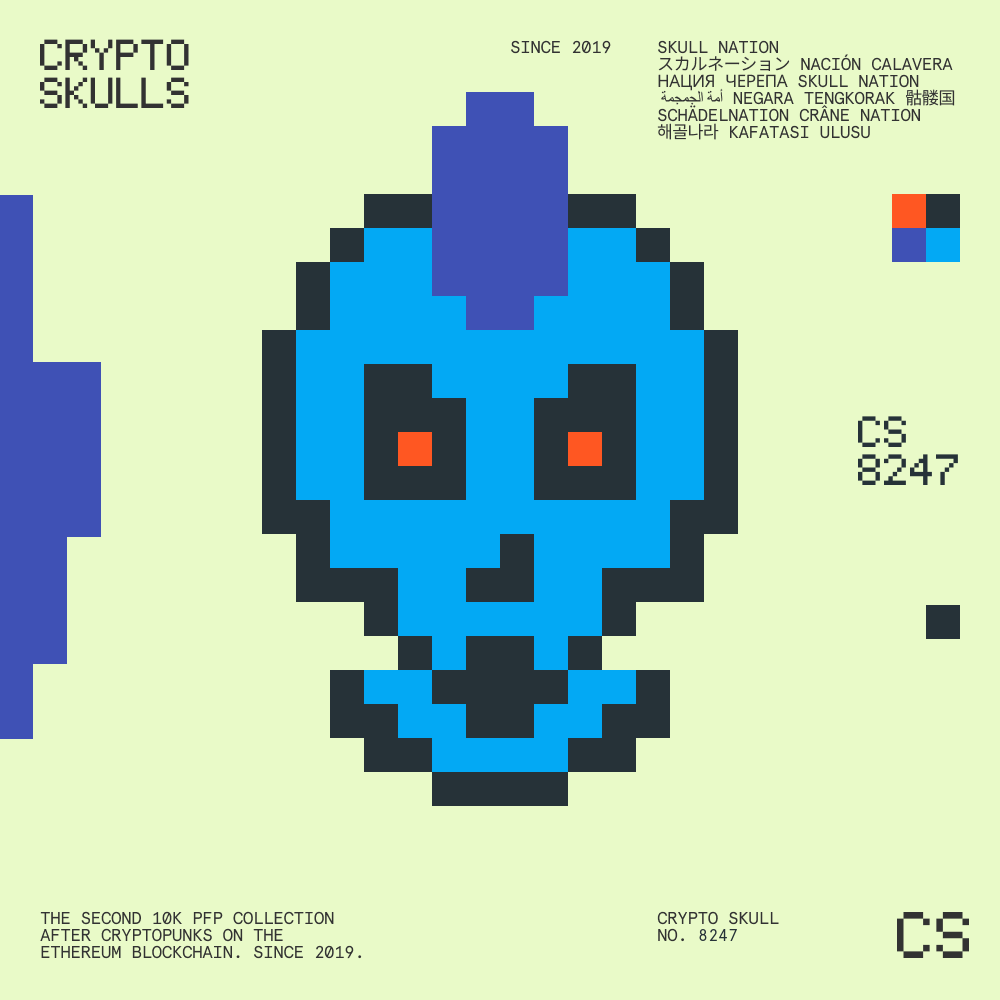 CRYPTO
SKULLS
SINCE 2019
SKULL NATION
スカルネーション NACIÓN CALAVERA
НАЦИЯ ЧЕРЕПА SKULL NATION
أمة الجمجمة NEGARA TENGKORAK 骷髅国
SCHÄDELNATION CRÂNE NATION
해골나라 KAFATASI ULUSU
CS
8247
THE SECOND 10K PFP COLLECTION
AFTER CRYPTOPUNKS ON THE
ETHEREUM BLOCKCHAIN. SINCE 2019.
CRYPTO SKULL
NO. 8247
CS